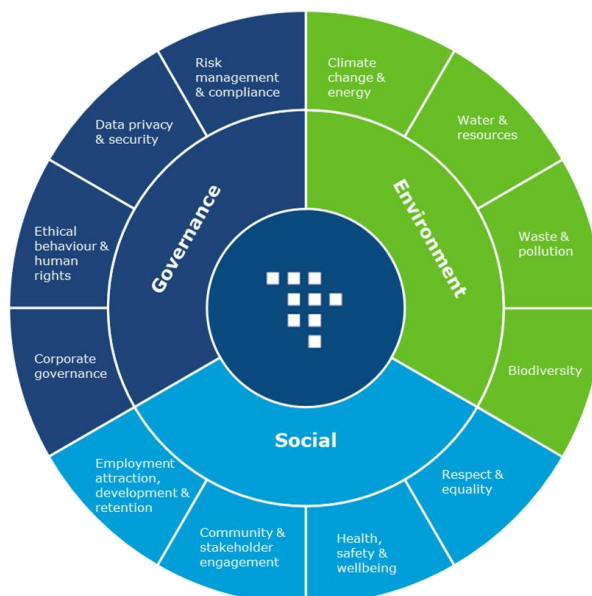 Risk
management
& compliance
Climate
change &
energy
Data privacy
& security
Water &
resources
Governance
Environment
Ethical
behaviour &
human
rights
Waste &
pollution
Corporate
governance
Biodiversity
Social
Employment
attraction,
development &
retention
Respect &
equality
Community &
stakeholder
engagement
Health,
safety &
wellbeing